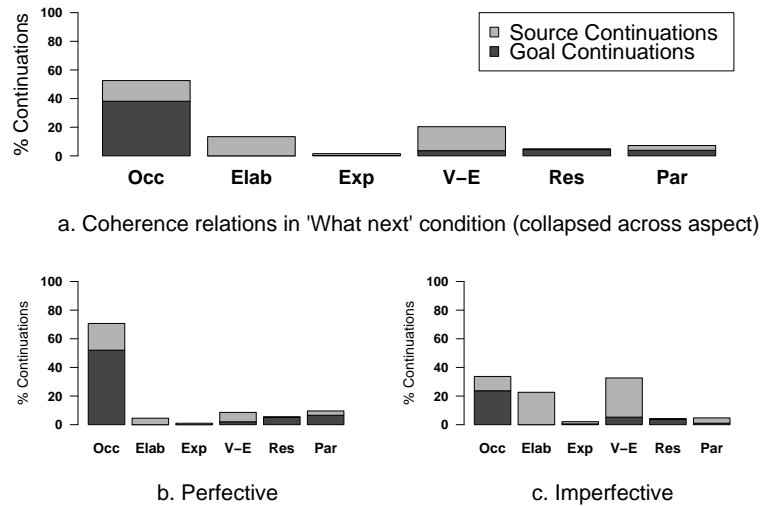 100
80
60
40
20
0
% Continuations
Source Continuations
Goal Continuations
Occ Elab Exp V−E Res Par
a. Coherence relations in 'What next' condition (collapsed across aspect)
100
80
60
40
20
0
% Continuations
Occ Elab Exp V−E Res Par
b. Perfective
100
80
60
40
20
0
% Continuations
Occ Elab Exp V−E Res Par
c. Imperfective